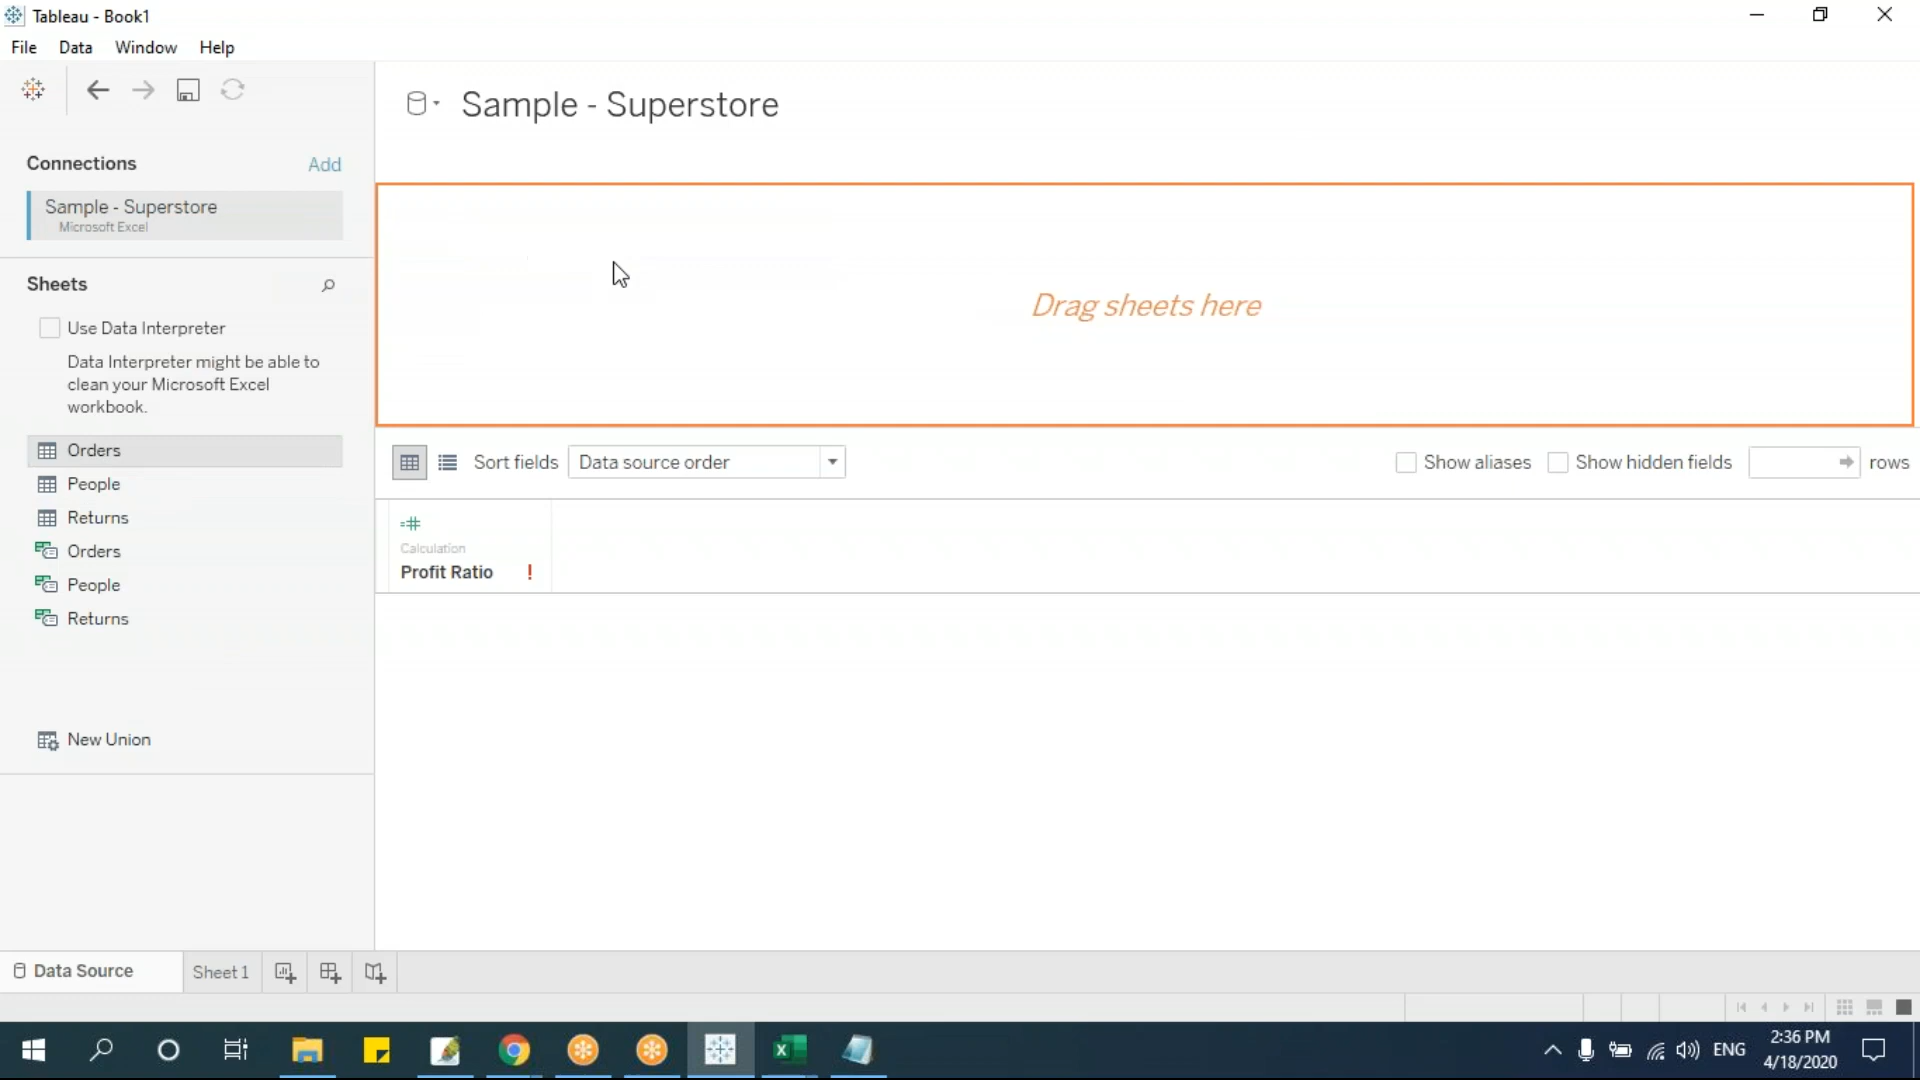 Tableau - Book1
File Data Window Help
Sample - Superstore
Connections Add
Sample - Superstore
Microsoft Excel
Drag sheets here
Sheets
Use Data Interpreter
Data Interpreter might be able to
clean your Microsoft Excel
workbook.
Orders
People
Returns
Orders
People
Returns
New Union
Sort fields Data source order Show aliases Show hidden fields rows
=#
Calculation
Profit Ratio !
Data Source Sheet 1
ENG
2:36 PM
4/18/2020